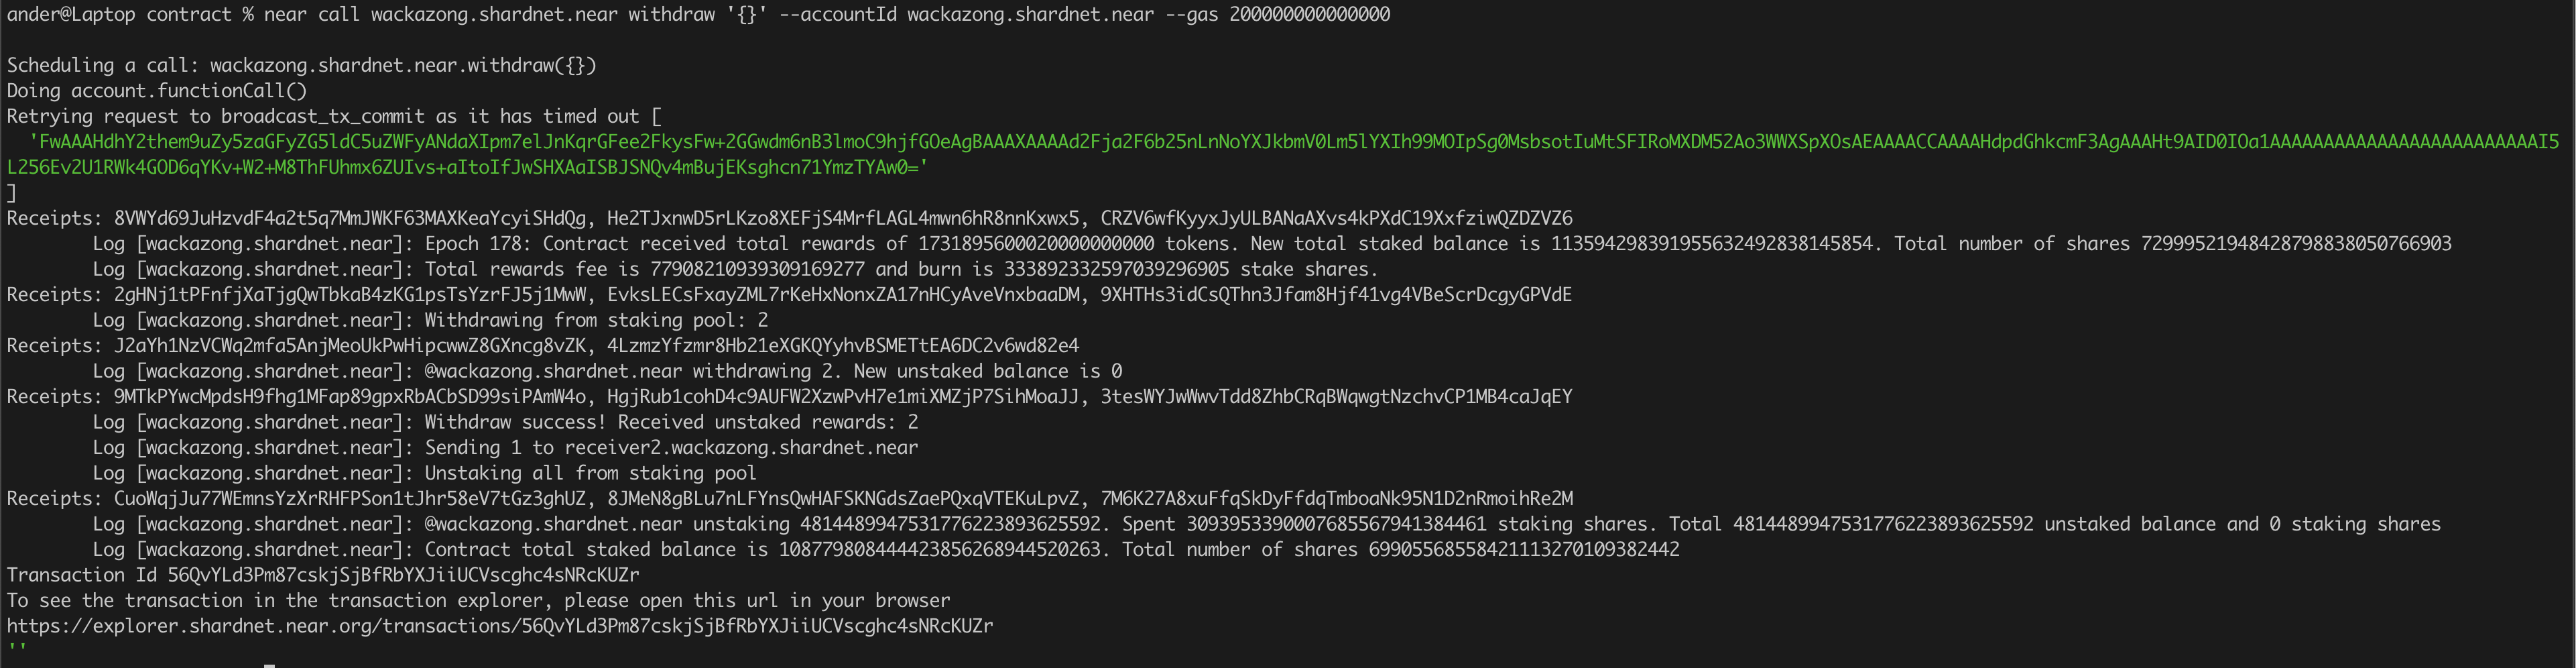 ander@Laptop contract % near call wackazong.shardnet.near withdraw '{}' --accountId wackazong.shardnet.near --gas 200000000000000
Scheduling a call: wackazong.shardnet.near.withdraw({})
Doing account.functionCall()
Retrying request to broadcast_tx_commit as it has timed out [
'FwAAAHdhY2them9uZy5zaGFyZG5ldC5uZWFyANdaXIpm7elJnKqrGFee2FkysFw+2GGwdm6nB3lmoC9hjfGOeAgBAAAXAAAAd2Fja2F6b25nLnNoYXJkbmV0Lm5lYXIh99MOIpSg0MsbsotIuMtSFIRoMXDM52Ao3WWXSpXOsAEAAAACCAAAAHdpdGhkcmF3AgAAAHt9AID0IOa1AAAAAAAAAAAAAAAAAAAAAAAAAI5
L256Ev2U1RWk4GOD6qYKv+W2+M8ThFUhmx6ZUIvs+aItoIfJwSHXAaISBJSNQv4mBujEKsghcn71YmzTYAw0='
]
Receipts: 8VWYd69JuHzvdF4a2t5q7MmJWKF63MAXKeaYcyiSHdQg, He2TJxnwD5rLKzo8XEFjS4MrfLAGL4mwn6hR8nnKxwx5, CRZV6wfKyyxJyULBANaAXvs4kPXdC19XxfziwQZDZVZ6
Log [wackazong.shardnet.near]: Epoch 178: Contract received total rewards of 1731895600020000000000 tokens. New total staked balance is 113594298391955632492838145854. Total number of shares 72999521948428798838050766903
Log [wackazong.shardnet.near]: Total rewards fee is 77908210939309169277 and burn is 333892332597039296905 stake shares.
Receipts: 2gHNj1tPFnfjXaTjgQwTbkaB4zKG1psTsYzrFJ5j1MwW, EvksLECsFxayZML7rKeHxNonxZA17nHCyAveVnxbaaDM, 9XHTHs3idCsQThn3Jfam8Hjf41vg4VBeScrDcgyGPVdE
Log [wackazong.shardnet.near]: Withdrawing from staking pool: 2
Receipts: J2aYh1NzVCWq2mfa5AnjMeoUkPwHipcwwZ8GXncg8vZK, 4LzmzYfzmr8Hb21eXGKQYyhvBSMETtEA6DC2v6wd82e4
Log [wackazong.shardnet.near]: @wackazong.shardnet.near withdrawing 2. New unstaked balance is 0
Receipts: 9MTkPYwcMpdsH9fhg1MFap89gpxRbACbSD99siPAmW4o, HgjRub1cohD4c9AUFW2XzwPvH7e1miXMZjP7SihMoaJJ, 3tesWYJwWwvTdd8ZhbCRqBWqwgtNzchvCP1MB4caJqEY
Log [wackazong.shardnet.near]: Withdraw success! Received unstaked rewards: 2
Log [wackazong.shardnet.near]: Sending 1 to receiver2.wackazong.shardnet.near
Log [wackazong.shardnet.near]: Unstaking all from staking pool
Receipts: CuoWqjJu77WEmnsYzXrRHFPSon1tJhr58eV7tGz3ghUZ, 8JMeN8gBLu7nLFYnsQwHAFSKNGdsZaePQxqVTEKuLpvZ, 7M6K27A8xuFfqSkDyFfdqTmboaNk95N1D2nRmoihRe2M
Log [wackazong.shardnet.near]: @wackazong.shardnet.near unstaking 4814489947531776223893625592. Spent 3093953390007685567941384461 staking shares. Total 4814489947531776223893625592 unstaked balance and 0 staking shares
Log [wackazong.shardnet.near]: Contract total staked balance is 108779808444423856268944520263. Total number of shares 69905568558421113270109382442
Transaction Id 56QvYLd3Pm87cskjSjBfRbYXJiiUCVscghc4sNRcKUZr
To see the transaction in the transaction explorer, please open this url in your browser
https://explorer.shardnet.near.org/transactions/56QvYLd3Pm87cskjSjBfRbYXJiiUCVscghc4sNRcKUZr
''